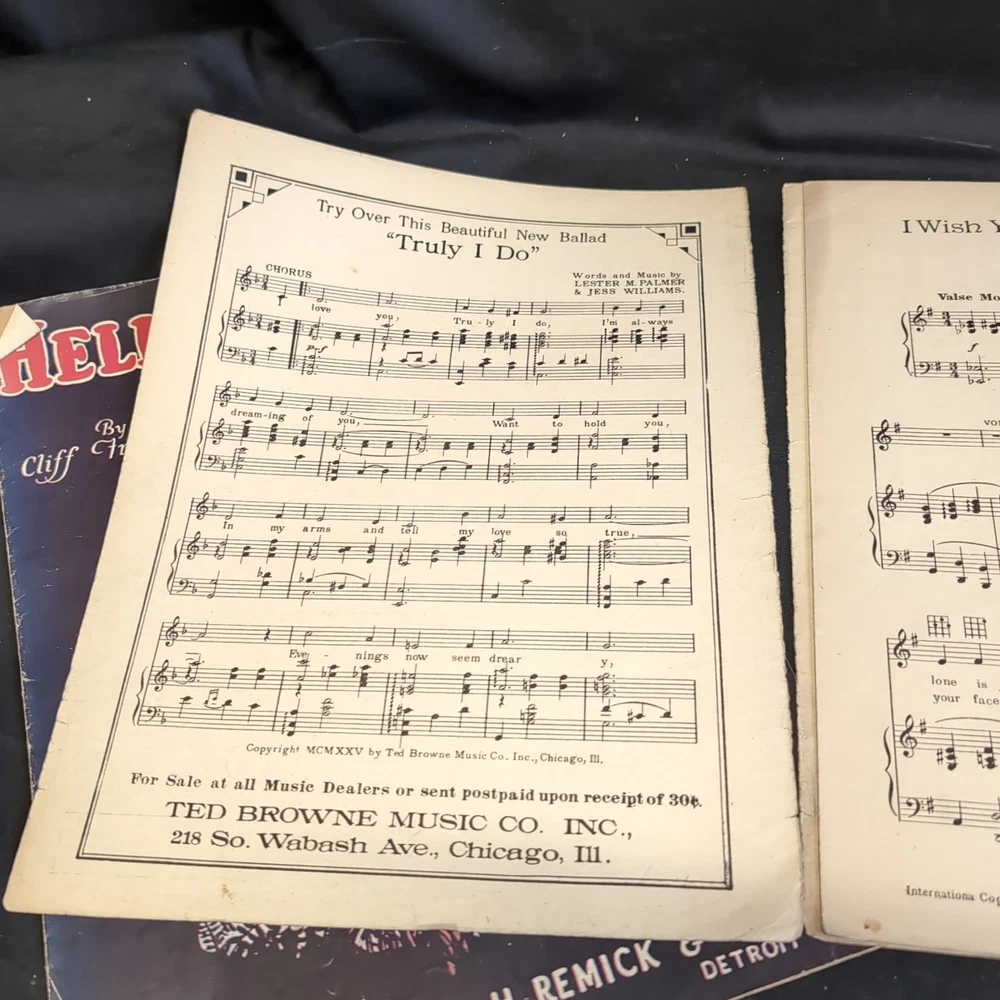 Try Over This Beautiful New Ballad
"Truly I Do"
CHORUS
Words and Music by
LESTER M. PALMER
& JESS WILLIAMS.
love you, Tru - ly I do, I'm al - ways
dream-ing of you, Want to hold you,
In my arms and tell my love so true,
Eve - nings now seem drear y,
Copyright MCMXXV by Ted Browne Music Co. Inc., Chicago, Ill.
For Sale at all Music Dealers or sent postpaid upon receipt of 30¢.
TED BROWNE MUSIC CO. INC.,
218 So. Wabash Ave., Chicago, Ill.
I Wish
Valse
lone is
your face
Internationa
By
Cliff
REMICK &
DETROIT